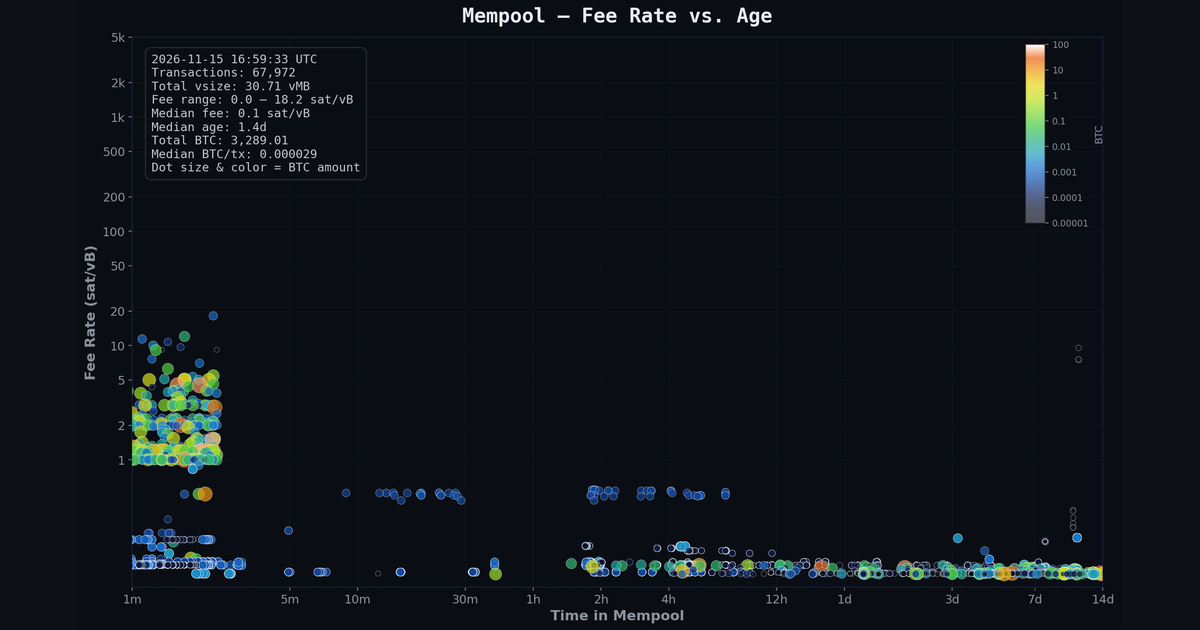 Mempool — Fee Rate vs. Age
2026-11-15 16:59:33 UTC
Transactions: 67,972
Total vsize: 30.71 vMB
Fee range: 0.0 — 18.2 sat/vB
Median fee: 0.1 sat/vB
Median age: 1.4d
Total BTC: 3,289.01
Median BTC/tx: 0.000029
Dot size & color = BTC amount
100
10
1
0.1
0.01
0.001
0.0001
0.00001
BTC
5k
2k
1k
500
200
100
50
20
10
5
2
1
Fee Rate (sat/vB)
1m 5m 10m 30m 1h 2h 4h 12h 1d 3d 7d 14d
Time in Mempool